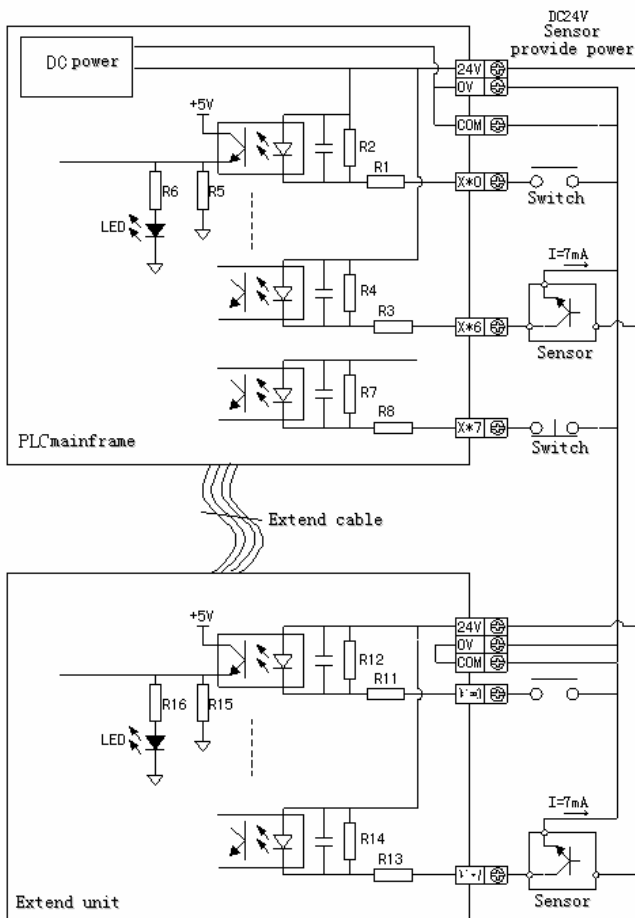 DC24V
Sensor
provide power
DC power
24V
0V
+5V
COM
R2
R1
X*0
R6
R5
Switch
LED
I=7mA
R4
R3
X*6
Sensor
R7
R8
X*7
PLCmainframe
Switch
Extend cable
+5V
24V
0V
R12
COM
R11
R16
R15
LED
I=7mA
R14
R13
Extend unit
Sensor